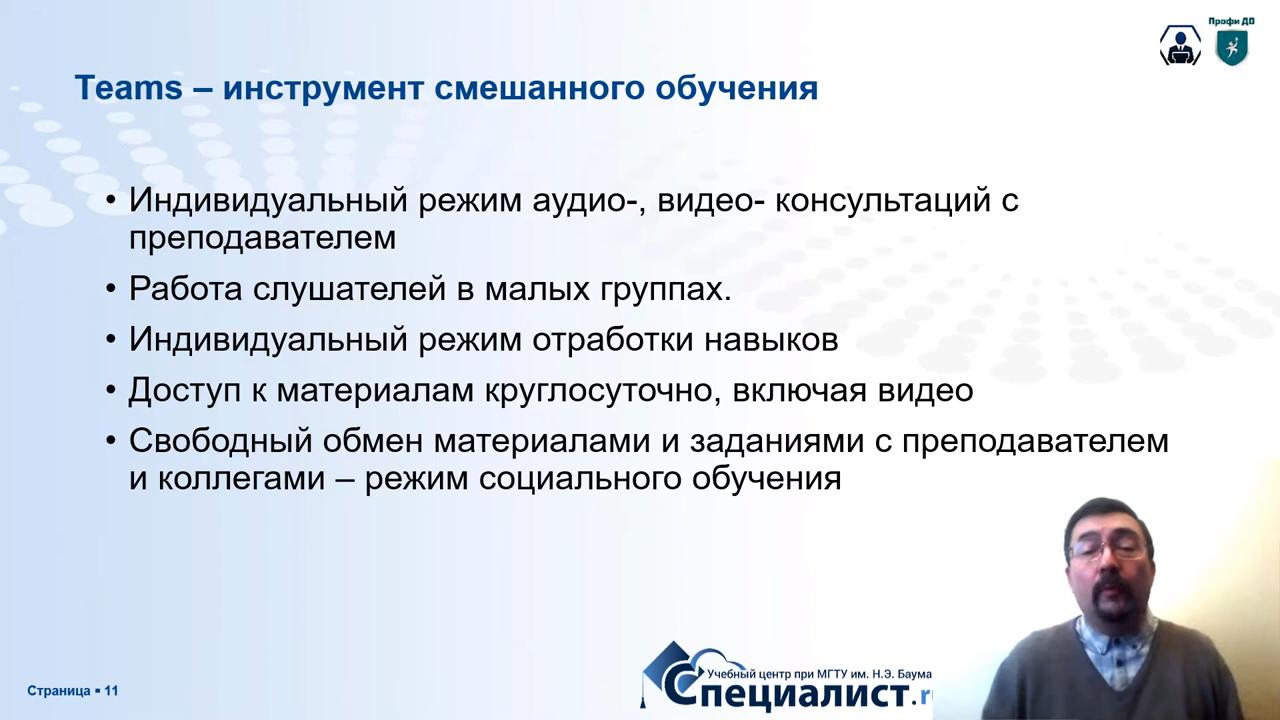 Профи ДО
Teams – инструмент смешанного обучения
• Индивидуальный режим аудио-, видео- консультаций с
преподавателем
• Работа слушателей в малых группах.
• Индивидуальный режим отработки навыков
• Доступ к материалам круглосуточно, включая видео
• Свободный обмен материалами и заданиями с преподавателем
и коллегами – режим социального обучения
Учебный центр при МГТУ им. Н.Э. Баума
Специалист.r
Страница ▪ 11